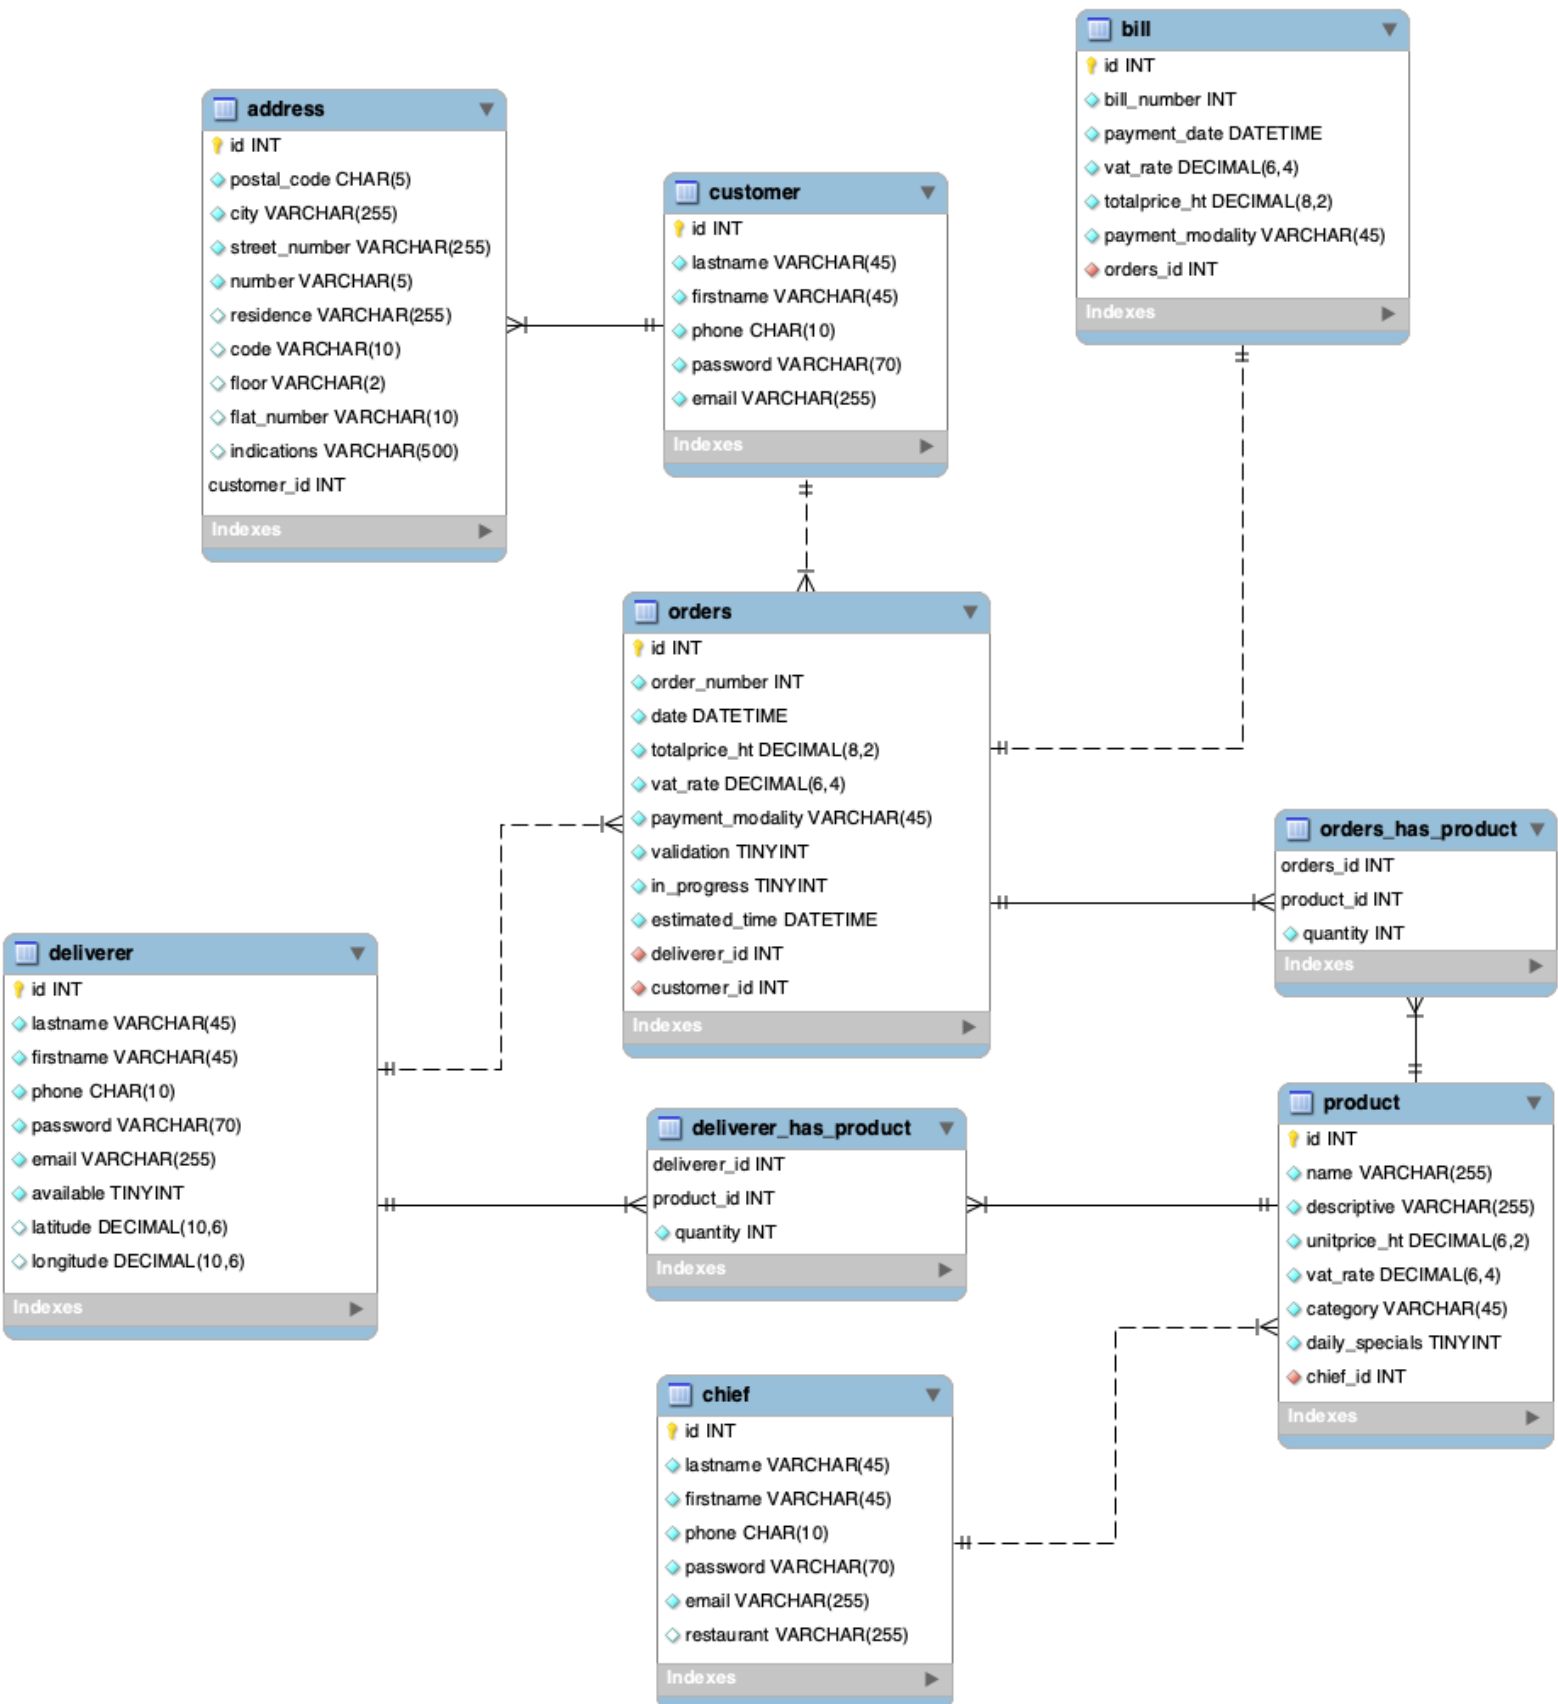 bill
id INT
bill_number INT
payment_date DATETIME
vat_rate DECIMAL(6,4)
totalprice_ht DECIMAL(8,2)
payment_modality VARCHAR(45)
orders_id INT
Indexes
address
id INT
postal_code CHAR(5)
city VARCHAR(255)
street_number VARCHAR(255)
number VARCHAR(5)
residence VARCHAR(255)
code VARCHAR(10)
floor VARCHAR(2)
flat_number VARCHAR(10)
indications VARCHAR(500)
customer_id INT
Indexes
customer
id INT
lastname VARCHAR(45)
firstname VARCHAR(45)
phone CHAR(10)
password VARCHAR(70)
email VARCHAR(255)
Indexes
orders
id INT
order_number INT
date DATETIME
totalprice_ht DECIMAL(8,2)
vat_rate DECIMAL(6,4)
payment_modality VARCHAR(45)
validation TINYINT
in_progress TINYINT
estimated_time DATETIME
deliverer_id INT
customer_id INT
Indexes
orders_has_product
orders_id INT
product_id INT
quantity INT
Indexes
deliverer
id INT
lastname VARCHAR(45)
firstname VARCHAR(45)
phone CHAR(10)
password VARCHAR(70)
email VARCHAR(255)
available TINYINT
latitude DECIMAL(10,6)
longitude DECIMAL(10,6)
Indexes
deliverer_has_product
deliverer_id INT
product_id INT
quantity INT
Indexes
product
id INT
name VARCHAR(255)
descriptive VARCHAR(255)
unitprice_ht DECIMAL(6,2)
vat_rate DECIMAL(6,4)
category VARCHAR(45)
daily_specials TINYINT
chief_id INT
Indexes
chief
id INT
lastname VARCHAR(45)
firstname VARCHAR(45)
phone CHAR(10)
password VARCHAR(70)
email VARCHAR(255)
restaurant VARCHAR(255)
Indexes